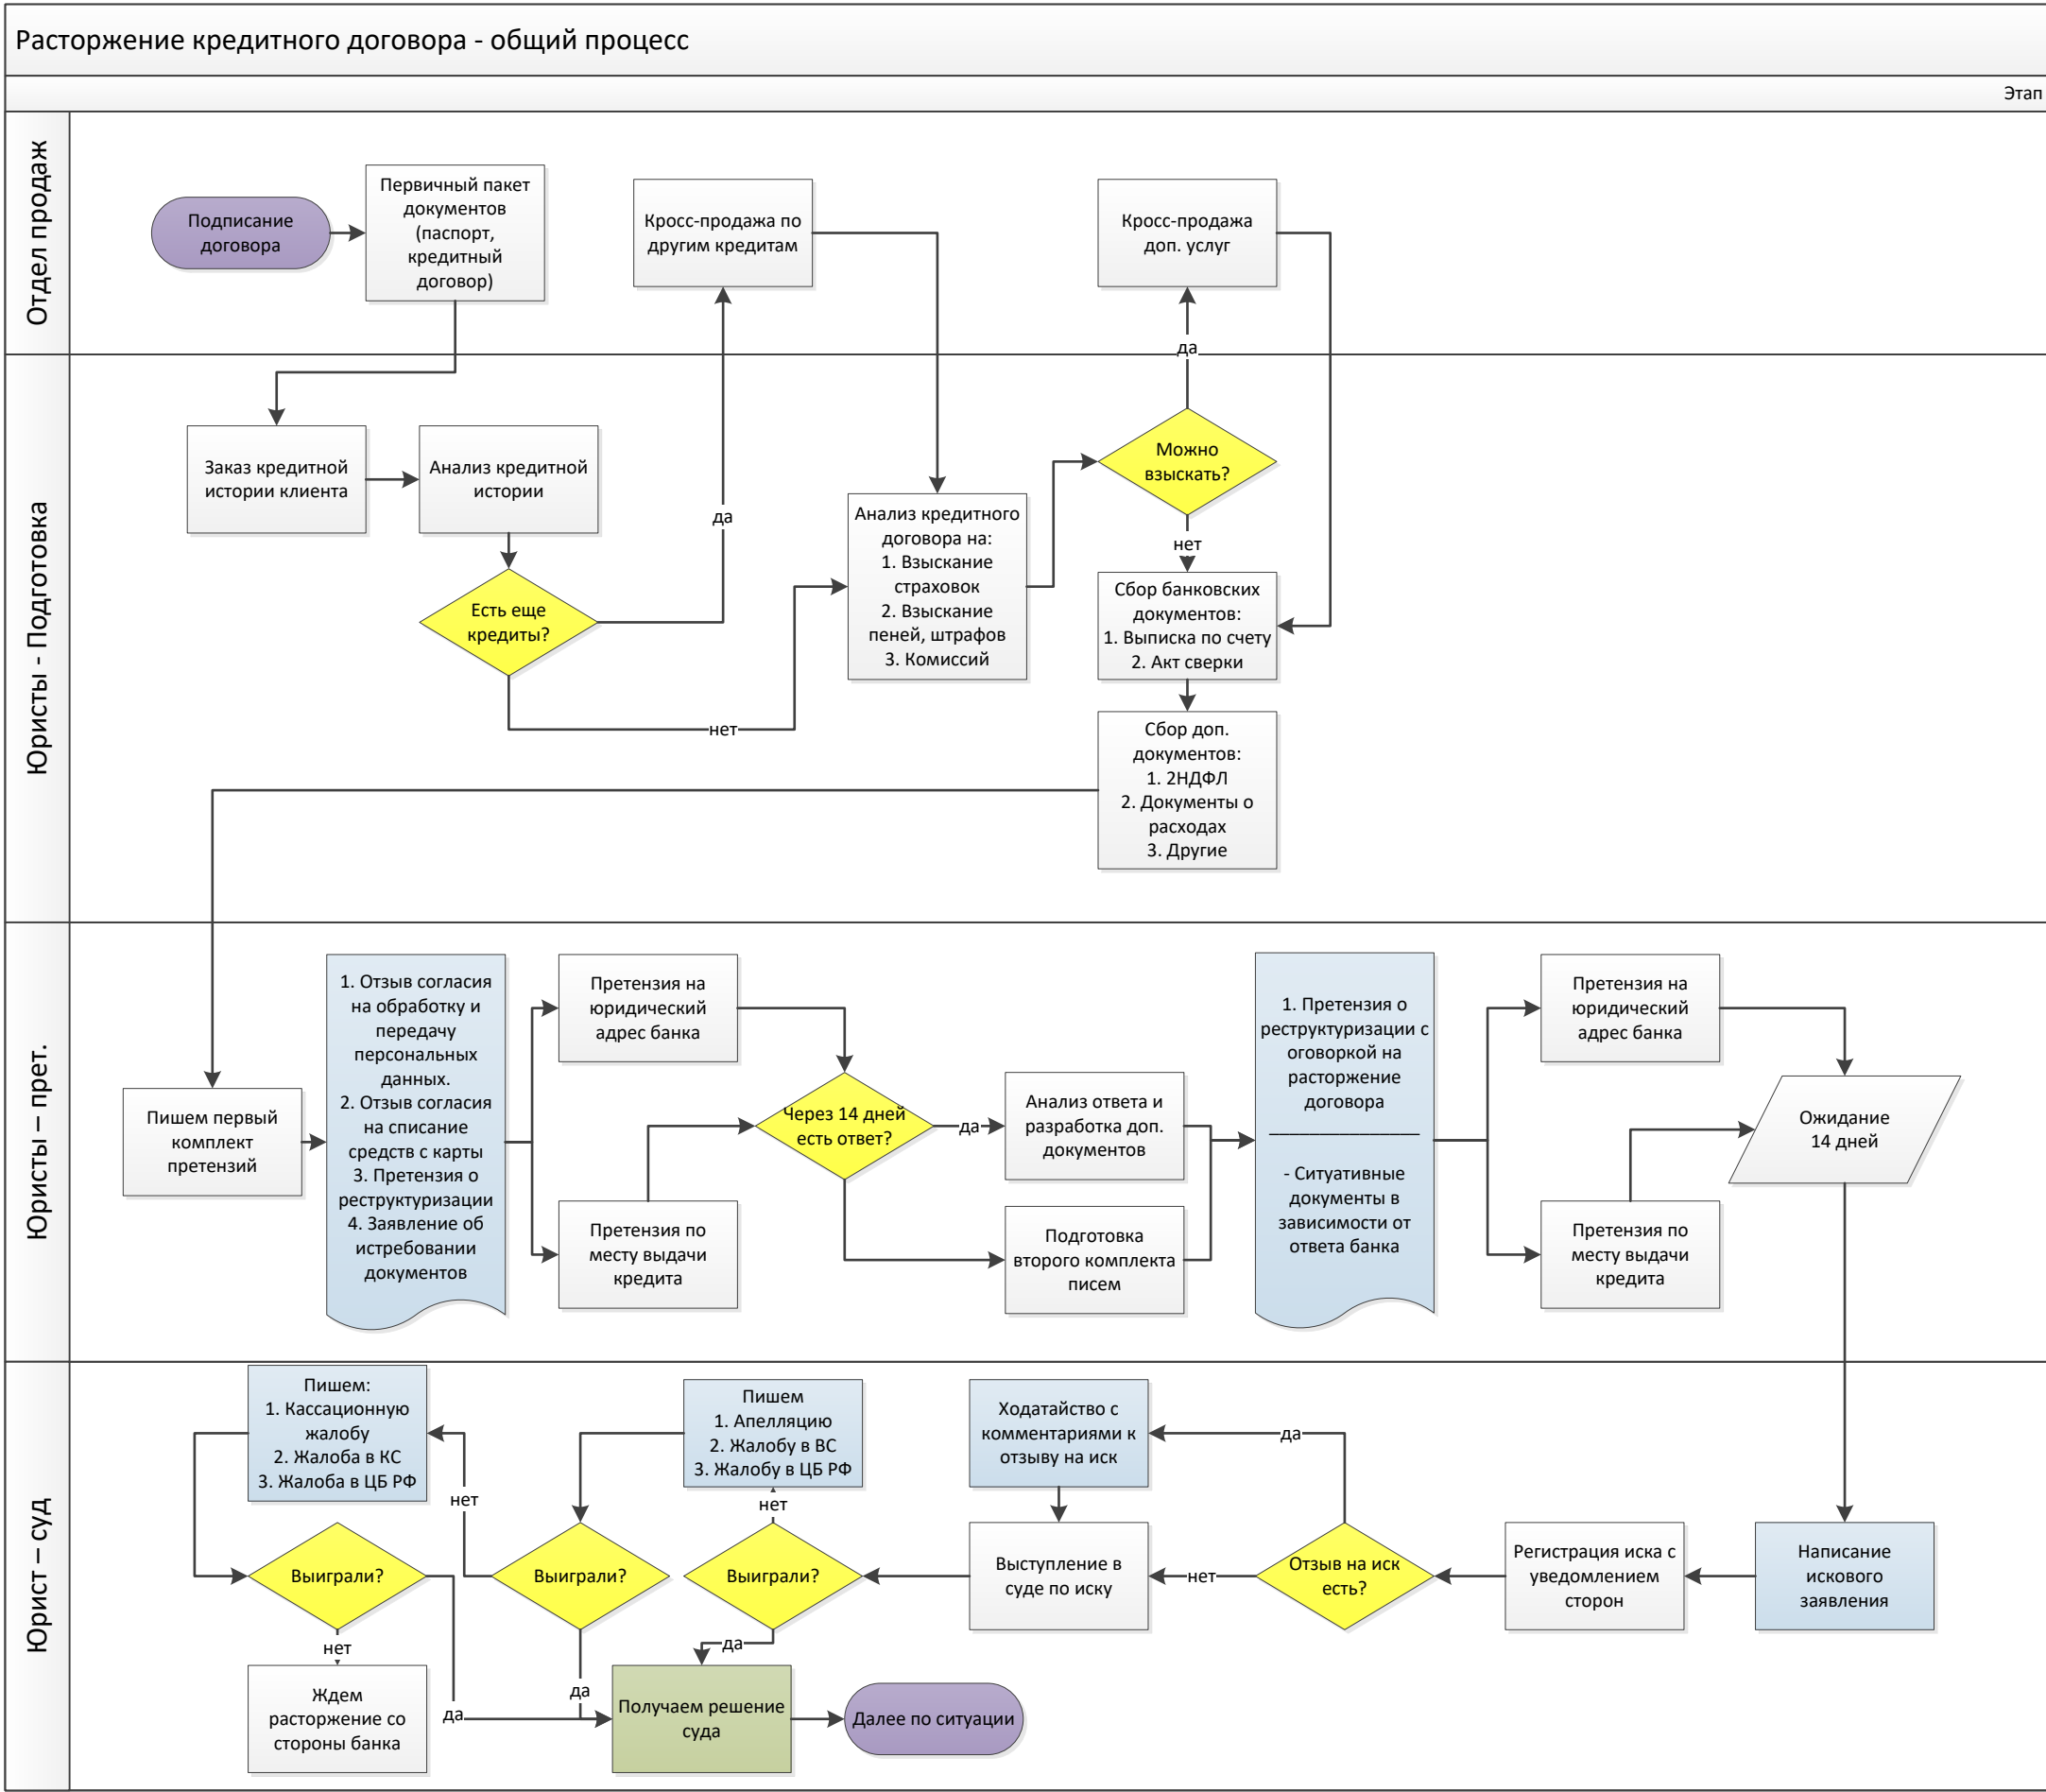 Расторжение кредитного договора - общий процесс
Этап
Отдел продаж
Подписание
договора
Первичный пакет
документов
(паспорт,
кредитный
договор)
Кросс-продажа по
другим кредитам
Кросс-продажа
доп. услуг
да
Юристы - Подготовка
Заказ кредитной
истории клиента
Анализ кредитной
истории
Есть еще
кредиты?
да
нет
Анализ кредитного
договора на:
1. Взыскание
страховок
2. Взыскание
пеней, штрафов
3. Комиссий
Можно
взыскать?
нет
Сбор банковских
документов:
1. Выписка по счету
2. Акт сверки
Сбор доп.
документов:
1. 2НДФЛ
2. Документы о
расходах
3. Другие
Юристы – прет.
Пишем первый
комплект
претензий
1. Отзыв согласия
на обработку и
передачу
персональных
данных.
2. Отзыв согласия
на списание
средств с карты
3. Претензия о
реструктуризации
4. Заявление об
истребовании
документов
Претензия на
юридический
адрес банка
Претензия по
месту выдачи
кредита
Через 14 дней
есть ответ?
да
Анализ ответа и
разработка доп.
документов
Подготовка
второго комплекта
писем
1. Претензия о
реструктуризации с
оговоркой на
расторжение
договора
- Ситуативные
документы в
зависимости от
ответа банка
Претензия на
юридический
адрес банка
Претензия по
месту выдачи
кредита
Ожидание
14 дней
Юрист – суд
Пишем:
1. Кассационную
жалобу
2. Жалоба в КС
3. Жалоба в ЦБ РФ
нет
Пишем
1. Апелляцию
2. Жалобу в ВС
3. Жалобу в ЦБ РФ
нет
Ходатайство с
комментариями к
отзыву на иск
да
Выиграли?
Выиграли?
Выиграли?
Выступление в
суде по иску
нет
Отзыв на иск
есть?
Регистрация иска с
уведомлением
сторон
Написание
искового
заявления
нет
да
да
да
Ждем
расторжение со
стороны банка
Получаем решение
суда
Далее по ситуации